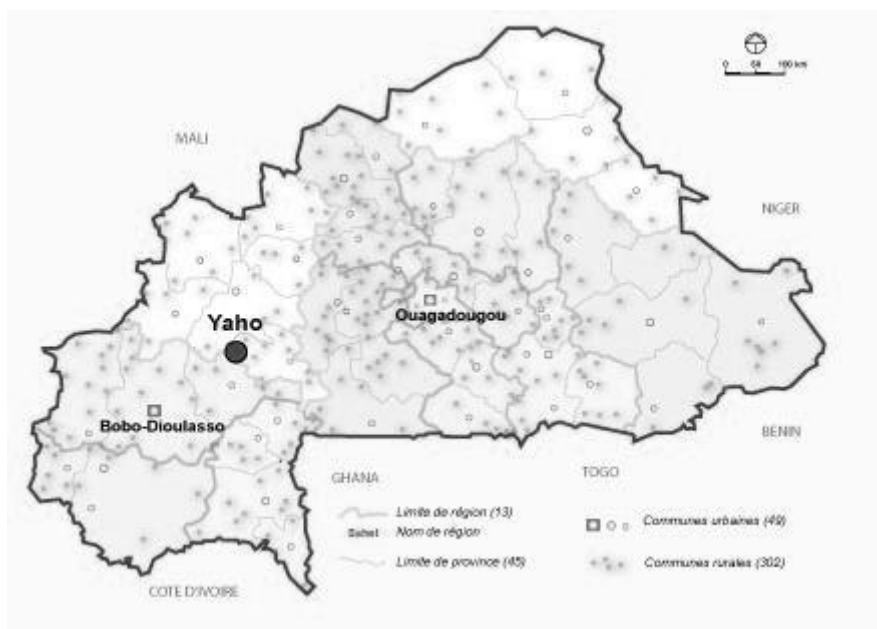 0 50 100 km
MALI
NIGER
Yaho
Ouagadougou
Bobo-Dioulasso
BENIN
GHANA
TOGO
Limite de région (13)
Sahel Nom de région
Limite de province (45)
Communes urbaines (49)
Communes rurales (302)
COTE D'IVOIRE